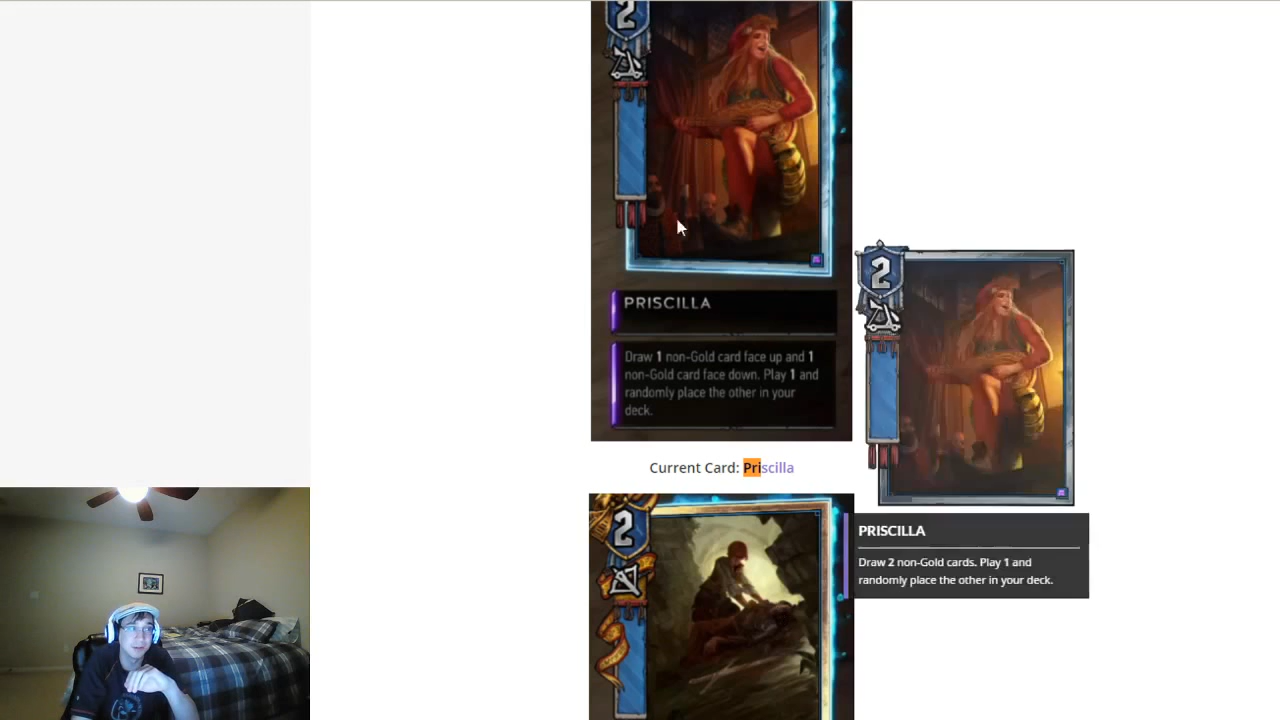 2
PRISCILLA
Draw 1 non-Gold card face up and 1
non-Gold card face down. Play 1 and
randomly place the other in your
deck.
Current Card: Priscilla
2
PRISCILLA
Draw 2 non-Gold cards. Play 1 and
randomly place the other in your deck.
2